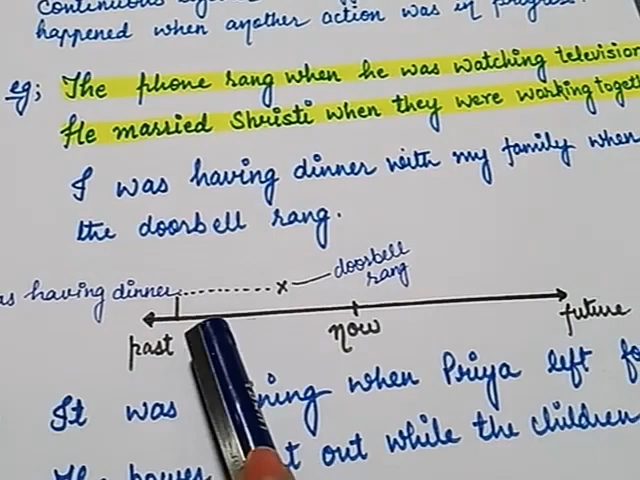 continuous
happened when another action was in progress.
eg; The phone rang when he was watching television
He married Shristi when they were working together
I was having dinner with my family when
the doorbell rang.
was having dinner x doorbell
rang
past now future
It was when Priya left
out while the children